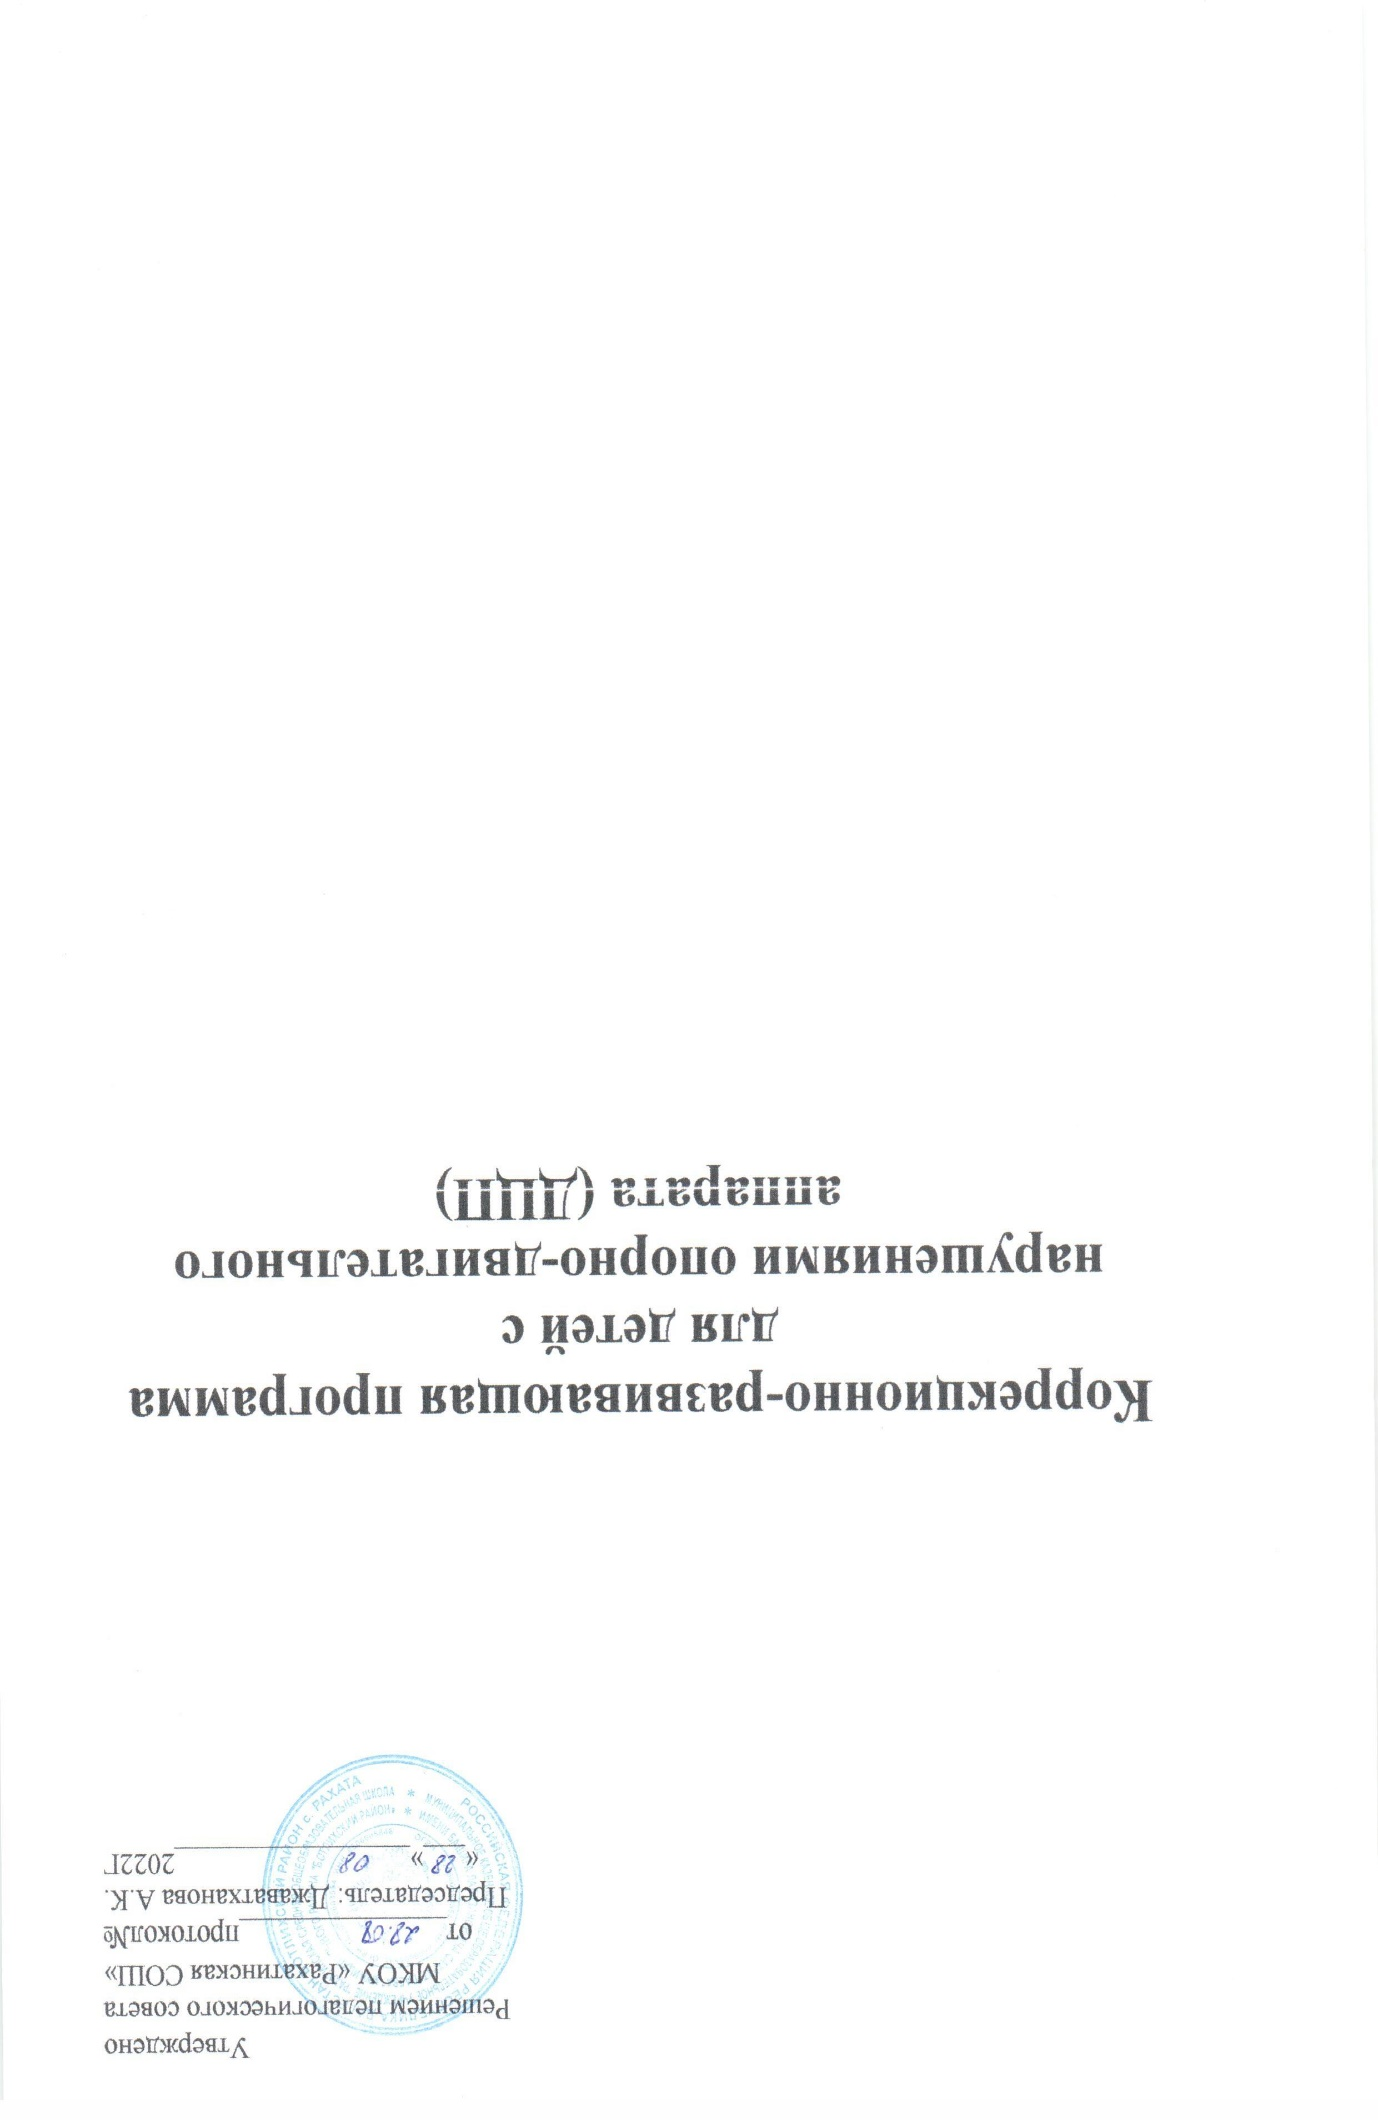 Утверждено
Решением педагогического совета
МКОУ «Рахатинская СОШ»
от 28.08 протокол№
Председатель: Джаватханова А.К.
« 28 » 08 2022Г
Коррекционно-развивающая программа
для детей с
нарушениями опорно-двигательного
аппарата (ДЦП)